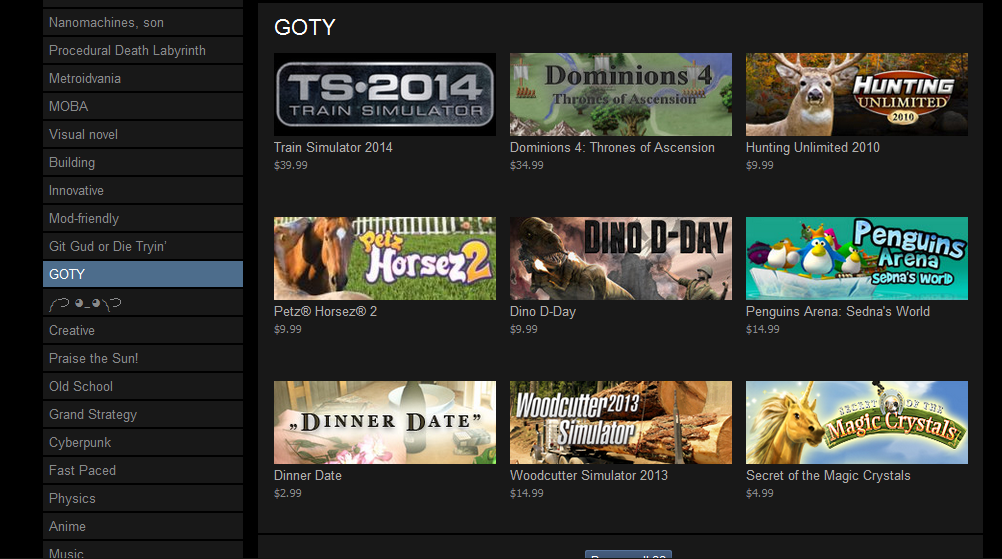 Nanomachines, son
Procedural Death Labyrinth
Metroidvania
MOBA
Visual novel
Building
Innovative
Mod-friendly
Git Gud or Die Tryin'
GOTY
༼つ ◕_◕༽つ
Creative
Praise the Sun!
Old School
Grand Strategy
Cyberpunk
Fast Paced
Physics
Anime
Music
GOTY
TS·2014
TRAIN SIMULATOR
Train Simulator 2014
$39.99
Dominions 4
Thrones of Ascension
Dominions 4: Thrones of Ascension
$34.99
HUNTING
UNLIMITED
2010
Hunting Unlimited 2010
$9.99
Petz
Horsez 2
Petz® Horsez® 2
$9.99
DINO D-DAY
Dino D-Day
$9.99
Penguins
Arena
Sedna's World
Penguins Arena: Sedna's World
$14.99
„DINNER DATE”
Dinner Date
$2.99
Woodcutter 2013
Simulator
Woodcutter Simulator 2013
$14.99
SECRET OF THE
Magic Crystals
Secret of the Magic Crystals
$4.99